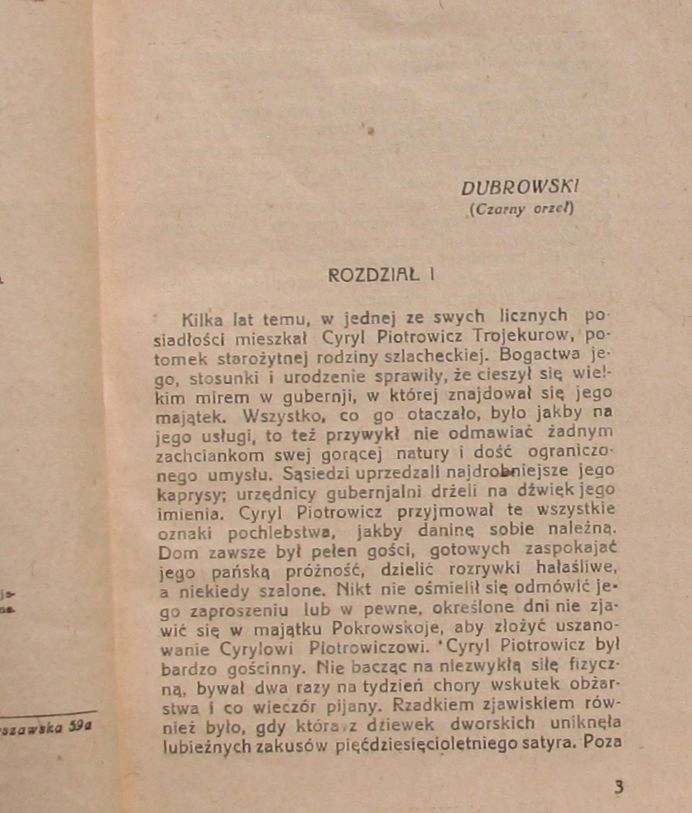 DUBROWSKI
(Czarny orzeł)
ROZDZIAŁ I
Kilka lat temu, w jednej ze swych licznych po-
siadłości mieszkał Cyryl Piotrowicz Trojekurow, po-
tomek starożytnej rodziny szlacheckiej. Bogactwa je-
go, stosunki i urodzenie sprawiły, że cieszył się wiel-
kim mirem w gubernji, w której znajdował się jego
majątek. Wszystko, co go otaczało, było jakby na
jego usługi, to też przywykł nie odmawiać żadnym
zachciankom swej gorącej natury i dość ograniczo-
nego umysłu. Sąsiedzi uprzedzali najdrobniejsze jego
kaprysy; urzędnicy gubernjalni drżeli na dźwięk jego
imienia. Cyryl Piotrowicz przyjmował te wszystkie
oznaki pochlebstwa, jakby daninę sobie należną.
Dom zawsze był pełen gości, gotowych zaspokajać
jego pańską próżność, dzielić rozrywki hałaśliwe,
a niekiedy szalone. Nikt nie ośmielił się odmówić je-
go zaproszeniu lub w pewne, określone dni nie zja-
wić się w majątku Pokrowskoje, aby złożyć uszano-
wanie Cyrylowi Piotrowiczowi. Cyryl Piotrowicz był
bardzo gościnny. Nie bacząc na niezwykłą siłę fizycz-
ną, bywał dwa razy na tydzień chory wskutek obżar-
stwa i co wieczór pijany. Rzadkiem zjawiskiem rów-
nież było, gdy która z dziewek dworskich uniknęła
lubieżnych zakusów pięćdziesięcioletniego satyra. Poza
3
szawska 59a